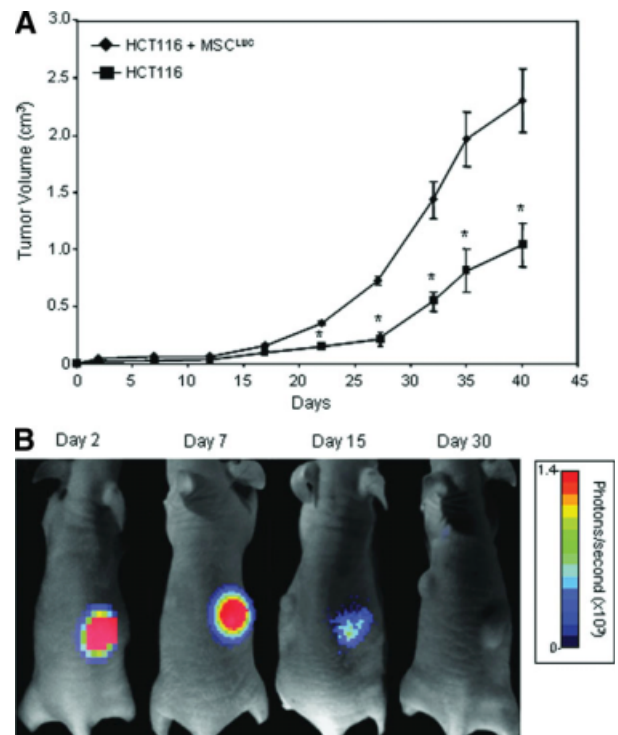 A
HCT116 + MSCᴸᵁᶜ
HCT116
Tumor Volume (cm³)
3.0
2.5
2.0
1.5
1.0
0.5
0
0 5 10 15 20 25 30 35 40 45
Days
* * * * *
B
Day 2 Day 7 Day 15 Day 30
1.4
0
Photons/second (x10³)